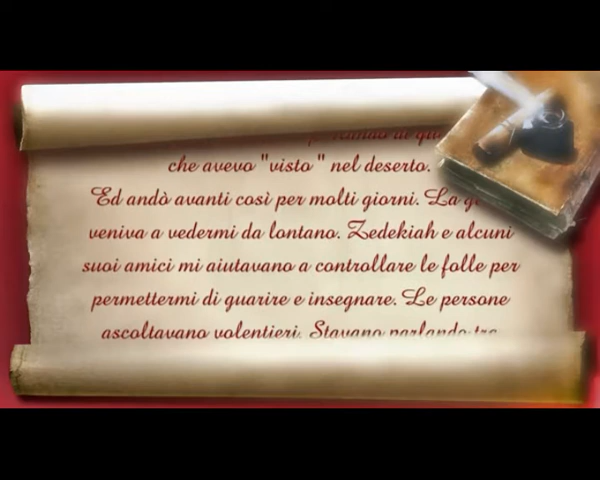 che avevo "visto " nel deserto.
Ed andò avanti così per molti giorni. La
veniva a vedermi da lontano. Zedekiah e alcuni
suoi amici mi aiutavano a controllare le folle per
permettermi di guarire e insegnare. Le persone
ascoltavano volentieri. Stavano parlando tra